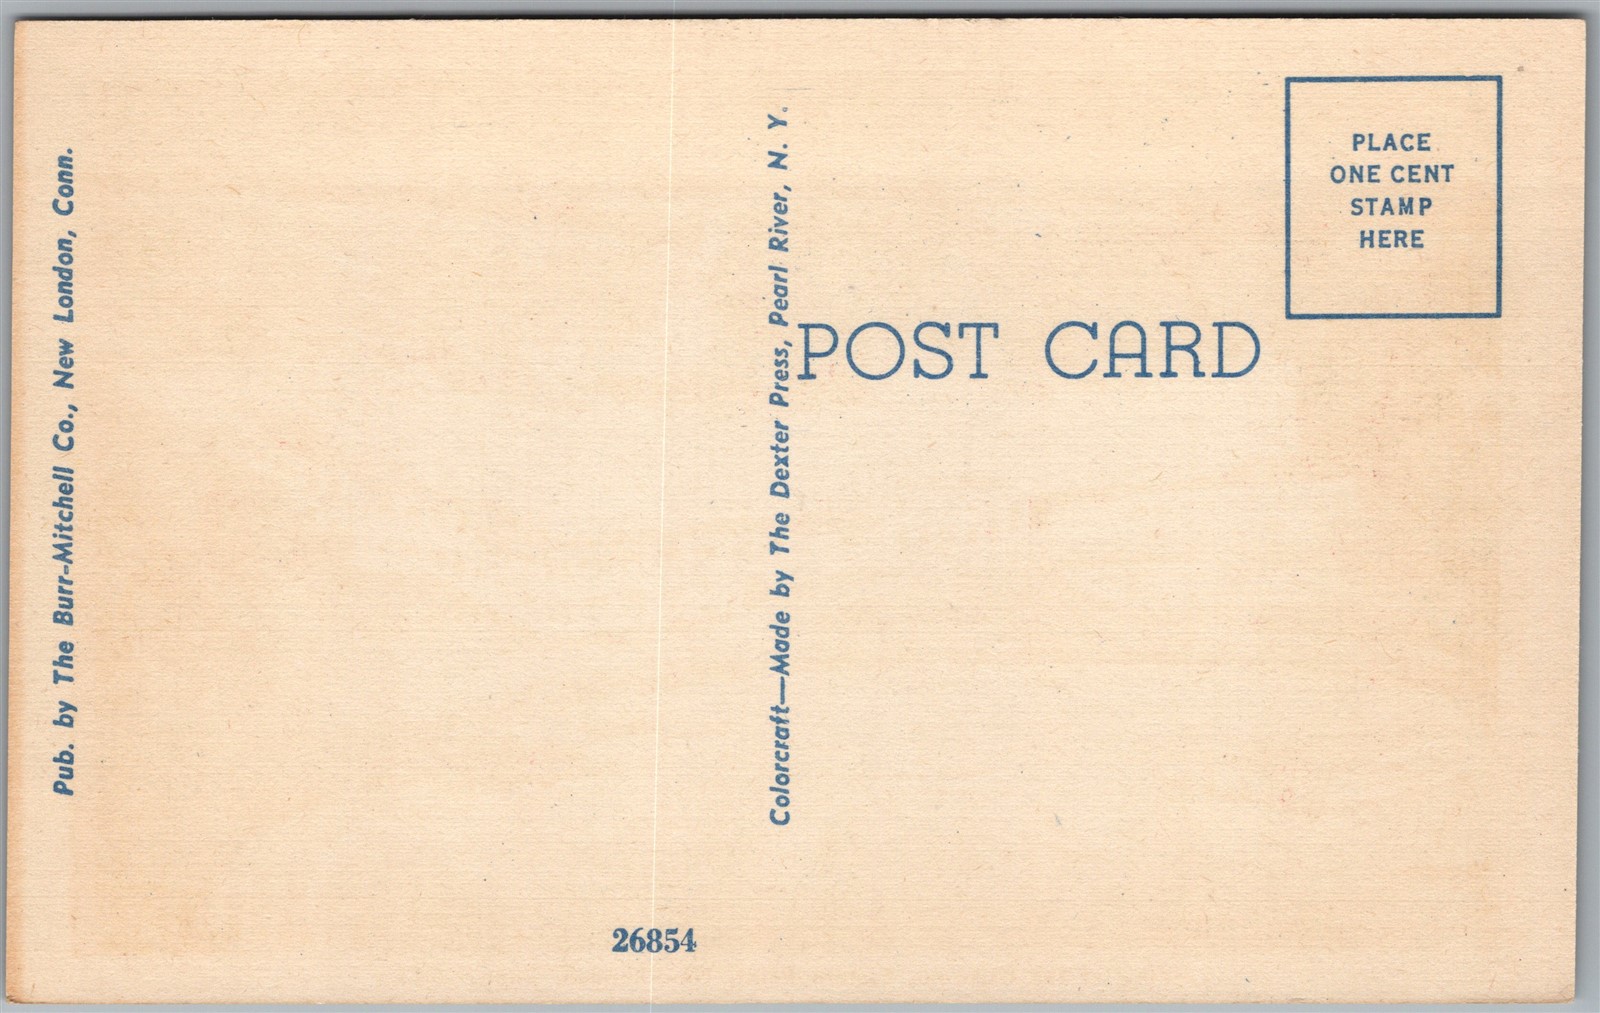 Pub. by The Burr-Mitchell Co., New London, Conn.
Colorcraft—Made by The Dexter Press, Pearl River, N. Y.
POST CARD
PLACE
ONE CENT
STAMP
HERE
26854